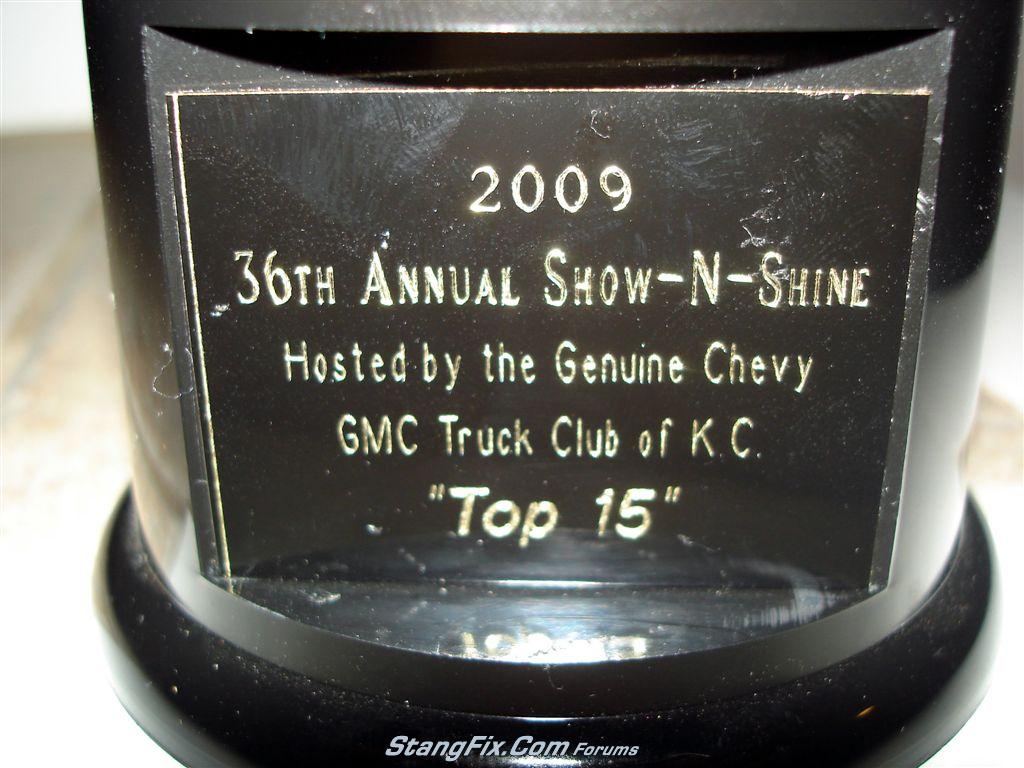 2009
36TH ANNUAL SHOW-N-SHINE
Hosted by the Genuine Chevy
GMC Truck Club of K.C.
"Top 15"
StangFix.Com Forums